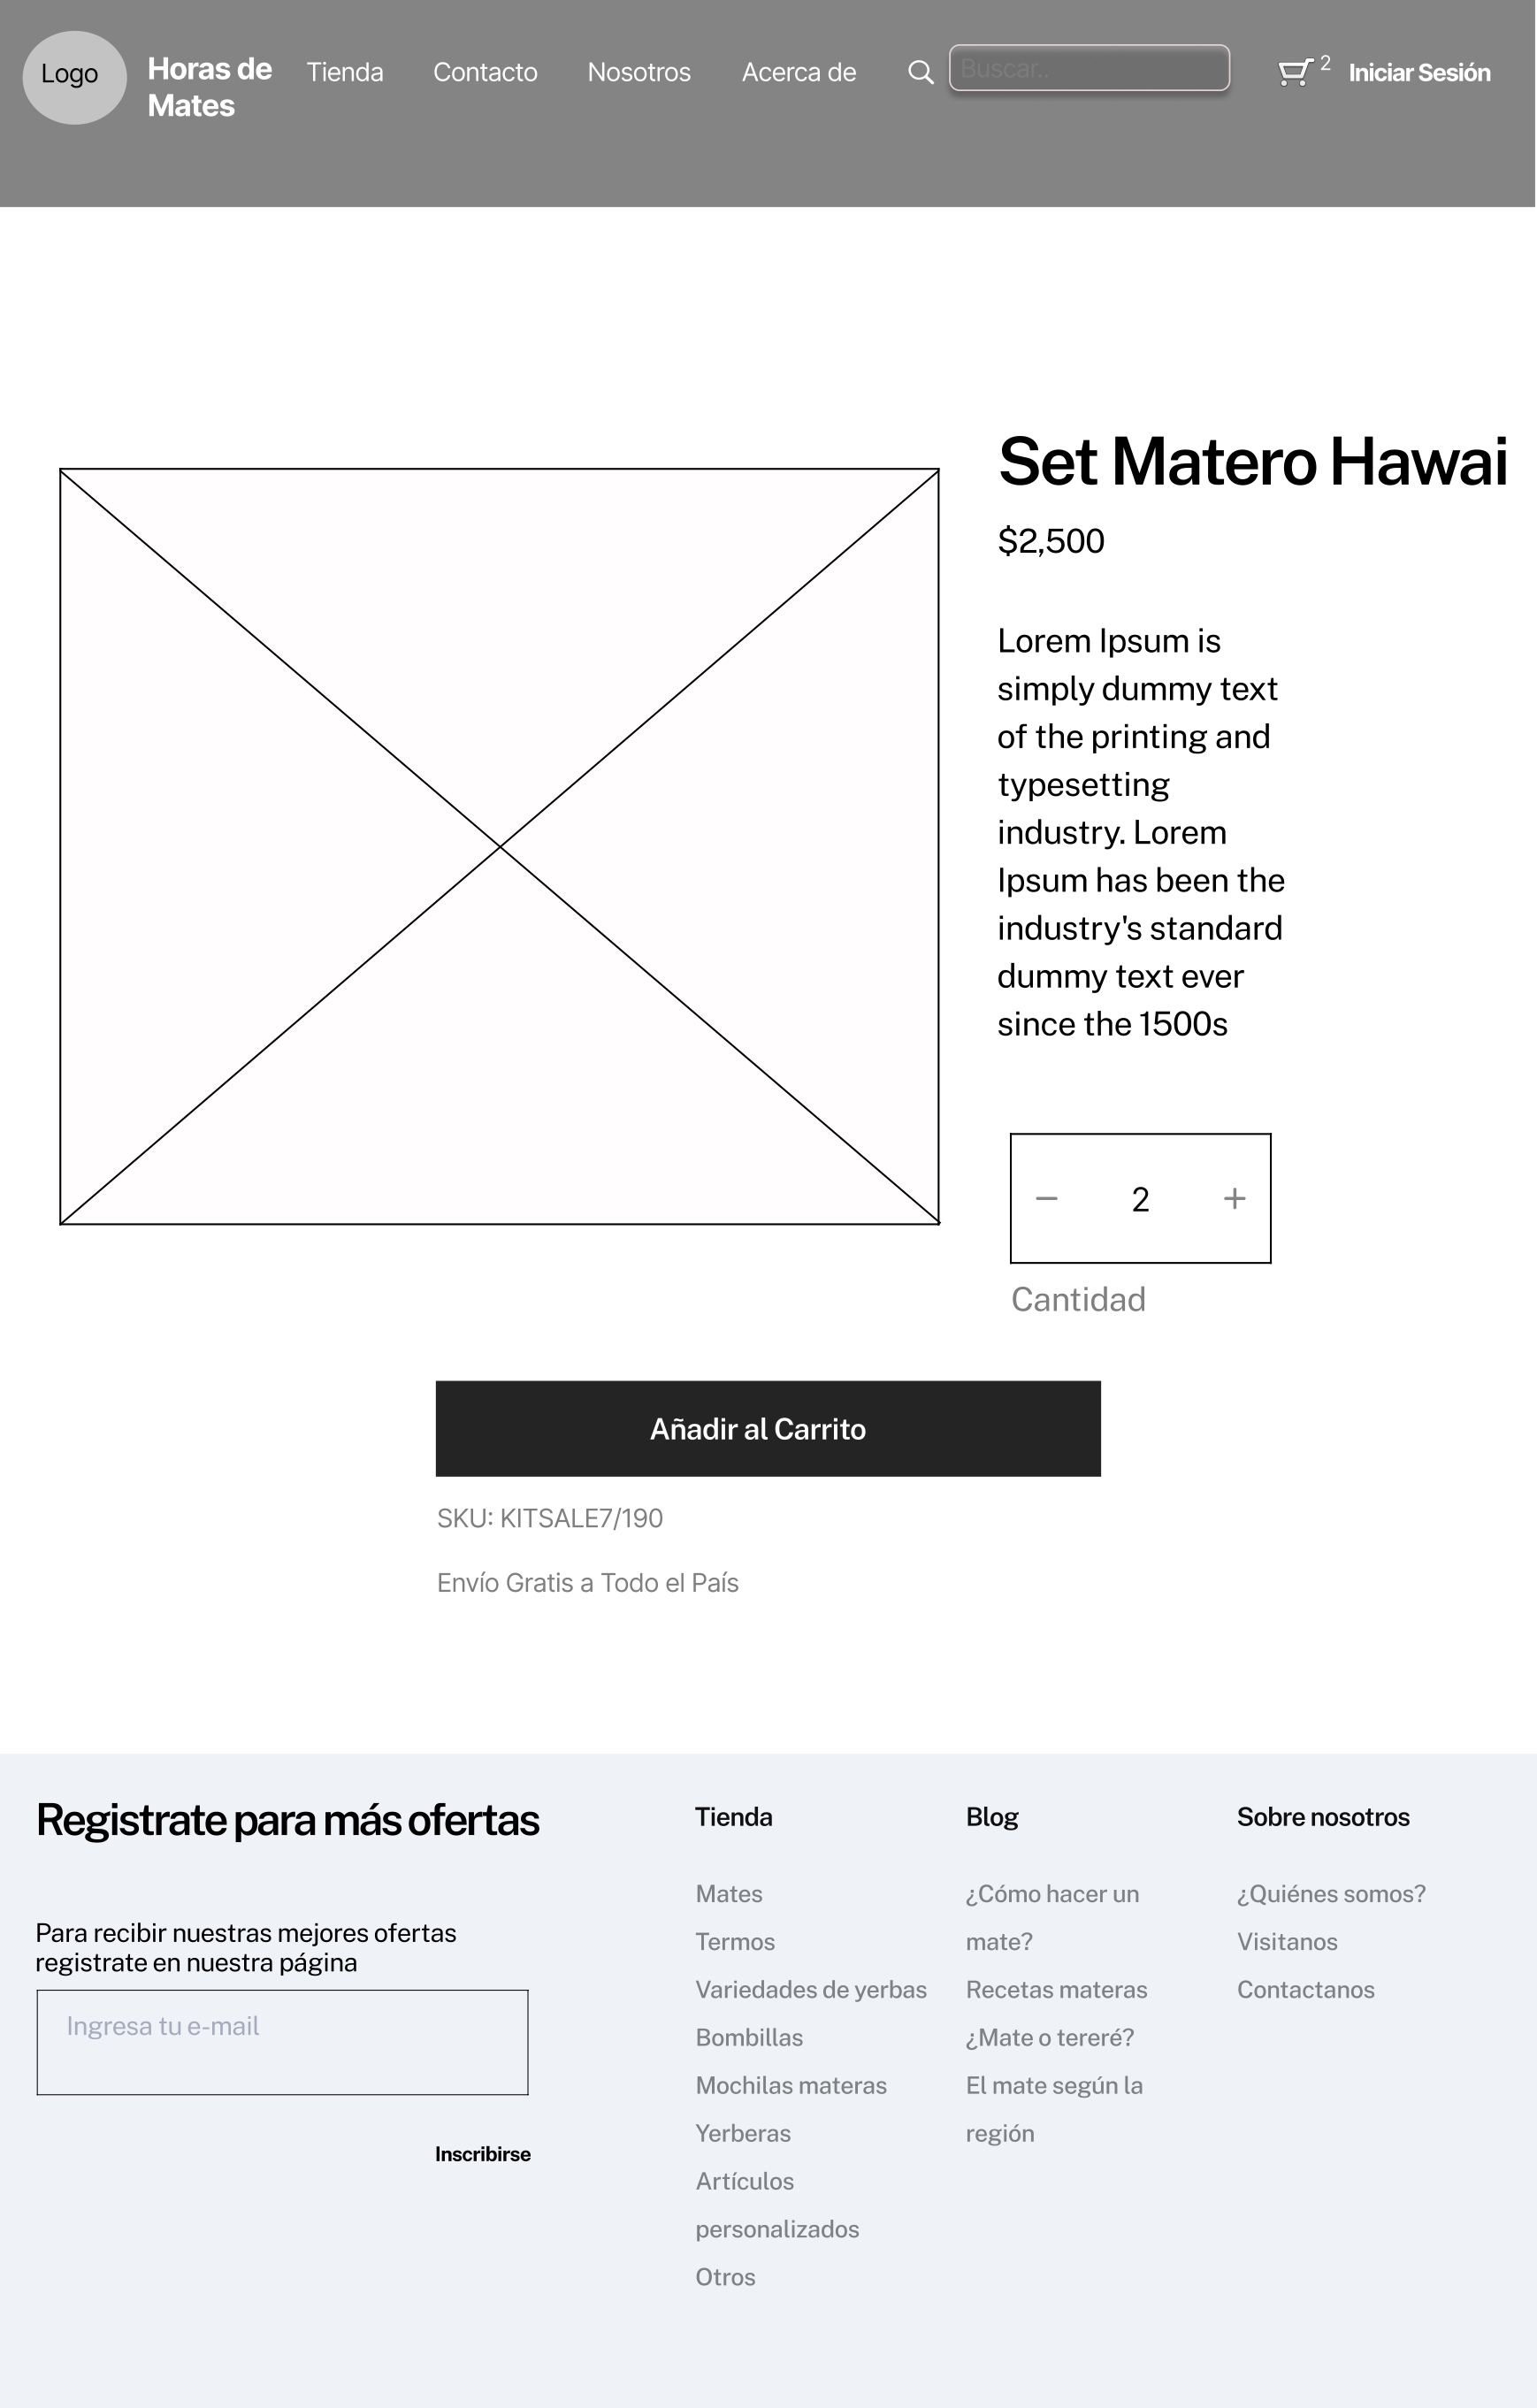 Logo
Horas de
Mates
Tienda
Contacto
Nosotros
Acerca de
Buscar..
2
Iniciar Sesión
Set Matero Hawai
$2,500
Lorem Ipsum is
simply dummy text
of the printing and
typesetting
industry. Lorem
Ipsum has been the
industry's standard
dummy text ever
since the 1500s
− 2 +
Cantidad
Añadir al Carrito
SKU: KITSALE7/190
Envío Gratis a Todo el País
Registrate para más ofertas
Para recibir nuestras mejores ofertas
registrate en nuestra página
Ingresa tu e-mail
Inscribirse
Tienda
Mates
Termos
Variedades de yerbas
Bombillas
Mochilas materas
Yerberas
Artículos
personalizados
Otros
Blog
¿Cómo hacer un
mate?
Recetas materas
¿Mate o tereré?
El mate según la
región
Sobre nosotros
¿Quiénes somos?
Visitanos
Contactanos